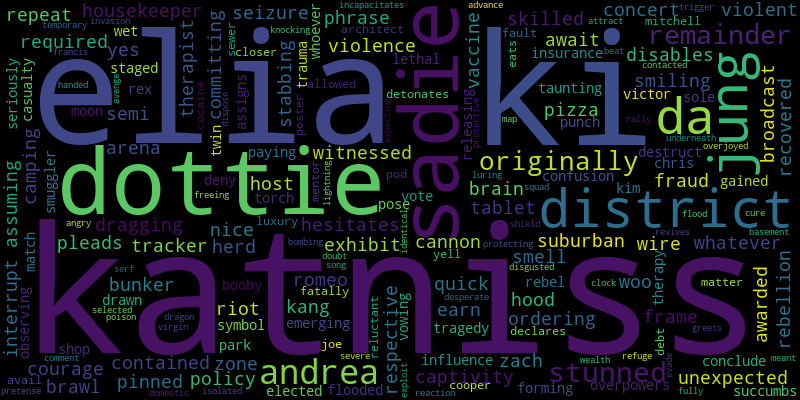 temporary invasion
repeat housekeeper seizure phrase whoever concert violent
incapacitates advance trigger
francis knocking architect skilled mitchell attract
required yes wet sewer closer violence eats fault await remainder
elia ki sadie
seriously casualty staged therapist committing stabbing trauma lethal vaccine insurance disables
handed avenge rex cocaine assigns detonates taunting beat contacted smiling
moon semi dispose poster allowed releasing pizza victor sole da jung broadcast recovered
arena twin punch map rally underneath overjoyed
camping smuggler dottie paying witnessed expecting protective originally destruct chris
deny mentor lightning pod brain luring confusion fraud gained
freeing torch host pose vote tablet squad kim district
angry dragging luxury hesitates identical shield flood cure basement
interrupt assuming match pleads nice bombing exhibit cannon protecting suburban wire whatever
tracker herd doubt song yell disgusted smell revives
observing serf bunker booby romeo fatally quick rebel clock woo therapy matter
katniss
selected drawn dragon riot kang reluctant vowing desperate hood refuge debt greets awarded rebellion
poison virgin symbol emerging earn ordering frame
shop park joe tragedy declares
comment courage contained zone severe respective influence zach wealth evade conclude meant
avail brawl pinned policy andrea captivity stunned unexpected
pretense domestic isolated elected flooded exploit cooper reaction forming overpowers fully succumbs